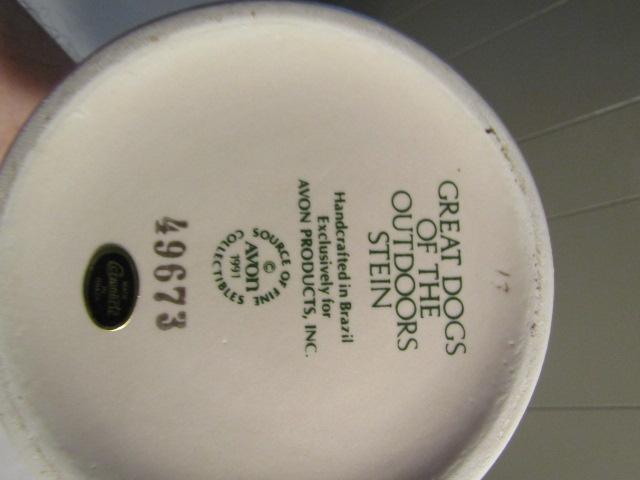 GREAT DOGS
OF THE
OUTDOORS
STEIN
Handcrafted in Brazil
Exclusively for
AVON PRODUCTS, INC.
SOURCE OF FINE COLLECTIBLES
©
Avon
1991
49673